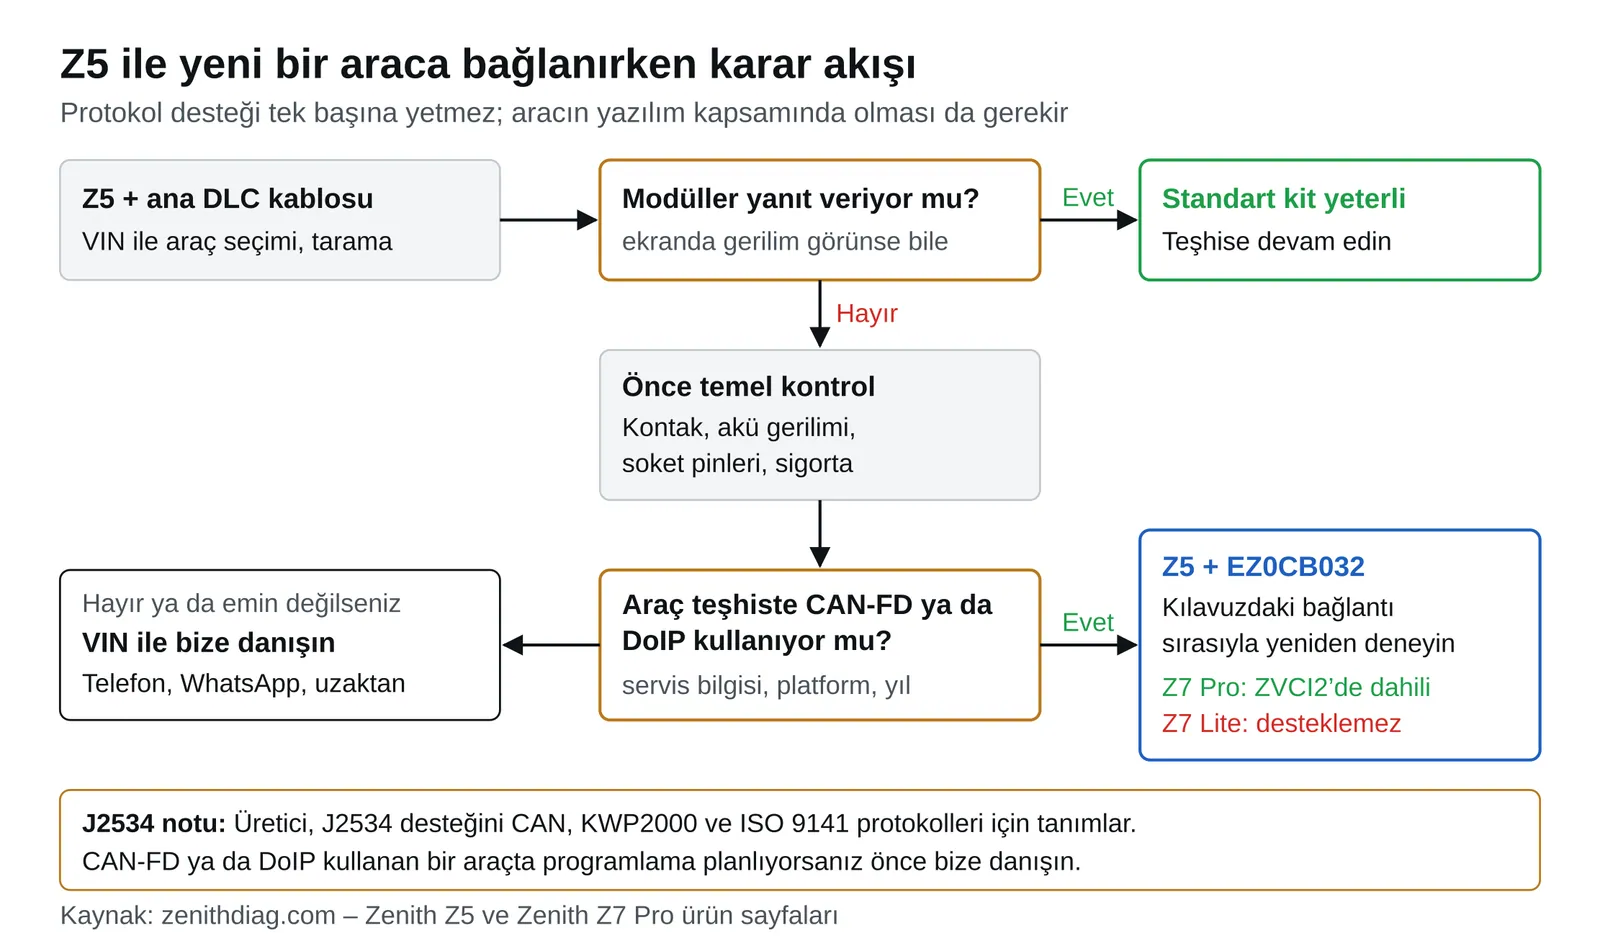 Z5 ile yeni bir araca bağlanırken karar akışı
Protokol desteği tek başına yetmez; aracın yazılım kapsamında olması da gerekir
Z5 + ana DLC kablosu
VIN ile araç seçimi, tarama
Modüller yanıt veriyor mu?
ekranda gerilim görünse bile
Evet
Standart kit yeterli
Teşhise devam edin
Hayır
Önce temel kontrol
Kontak, akü gerilimi,
soket pinleri, sigorta
Araç teşhiste CAN-FD ya da
DoIP kullanıyor mu?
servis bilgisi, platform, yıl
Hayır ya da emin değilseniz
VIN ile bize danışın
Telefon, WhatsApp, uzaktan
Evet
Z5 + EZ0CB032
Kılavuzdaki bağlantı
sırasıyla yeniden deneyin
Z7 Pro: ZVCI2’de dahili
Z7 Lite: desteklemez
J2534 notu: Üretici, J2534 desteğini CAN, KWP2000 ve ISO 9141 protokolleri için tanımlar.
CAN-FD ya da DoIP kullanan bir araçta programlama planlıyorsanız önce bize danışın.
Kaynak: zenithdiag.com – Zenith Z5 ve Zenith Z7 Pro ürün sayfaları